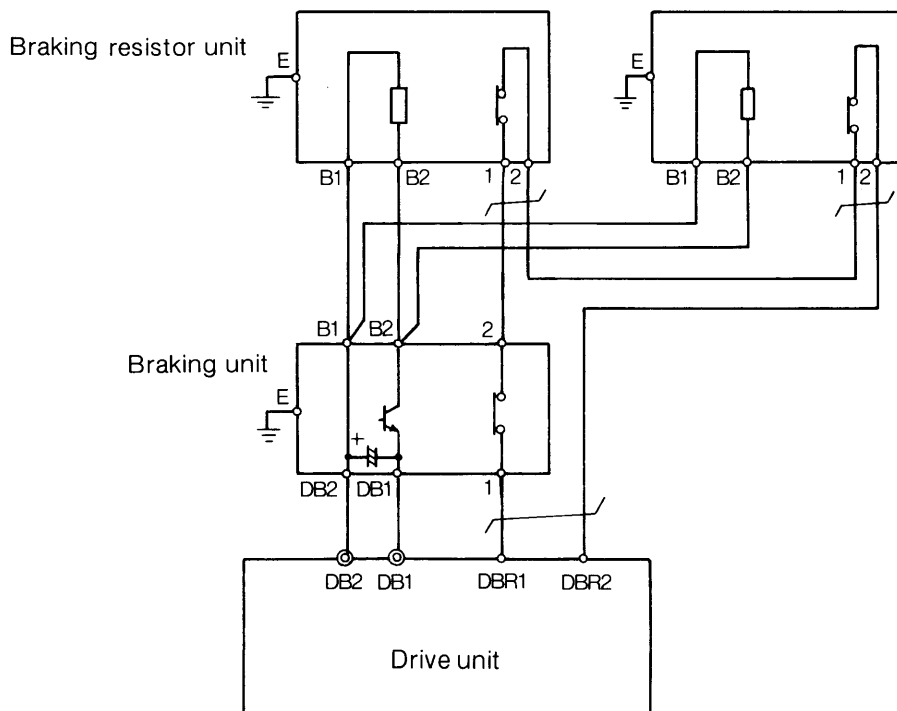 Braking resistor unit
E
E
B1 B2 1 2
B1 B2 1 2
B1 B2 2
Braking unit
E
+
DB2 DB1 1
DB2 DB1 DBR1 DBR2
Drive unit